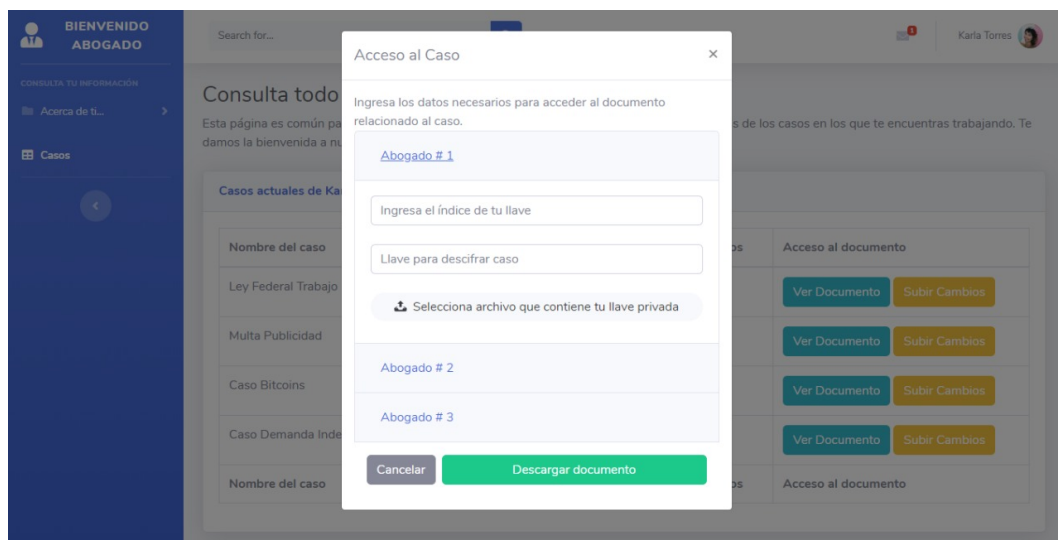 BIENVENIDO
ABOGADO
Search for...
1
Karla Torres
CONSULTA TU INFORMACIÓN
Acerca de ti...
Casos
Consulta todo
Esta página es común pa
s de los casos en los que te encuentras trabajando. Te
damos la bienvenida a nu
Casos actuales de Ka
Nombre del caso
os
Acceso al documento
Ley Federal Trabajo
Ver Documento
Subir Cambios
Multa Publicidad
Ver Documento
Subir Cambios
Caso Bitcoins
Ver Documento
Subir Cambios
Caso Demanda Inde
Ver Documento
Subir Cambios
Nombre del caso
os
Acceso al documento
Acceso al Caso
×
Ingresa los datos necesarios para acceder al documento
relacionado al caso.
Abogado # 1
Ingresa el índice de tu llave
Llave para descifrar caso
Selecciona archivo que contiene tu llave privada
Abogado # 2
Abogado # 3
Cancelar
Descargar documento